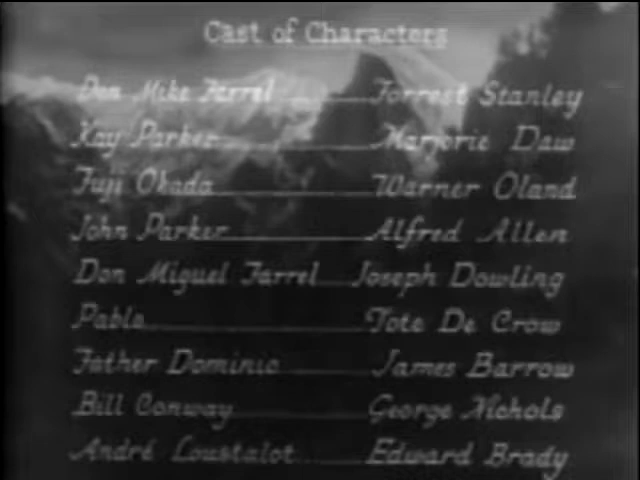 Cast of Characters
Don Mike Farrel Forrest Stanley
Kay Parker Marjorie Daw
Fuji Okada Warner Oland
John Parker Alfred Allen
Don Miguel Farrel Joseph Dowling
Pablo Tote De Crow
Father Dominic James Barrow
Bill Conway George Nichols
André Loustalot Edward Brady